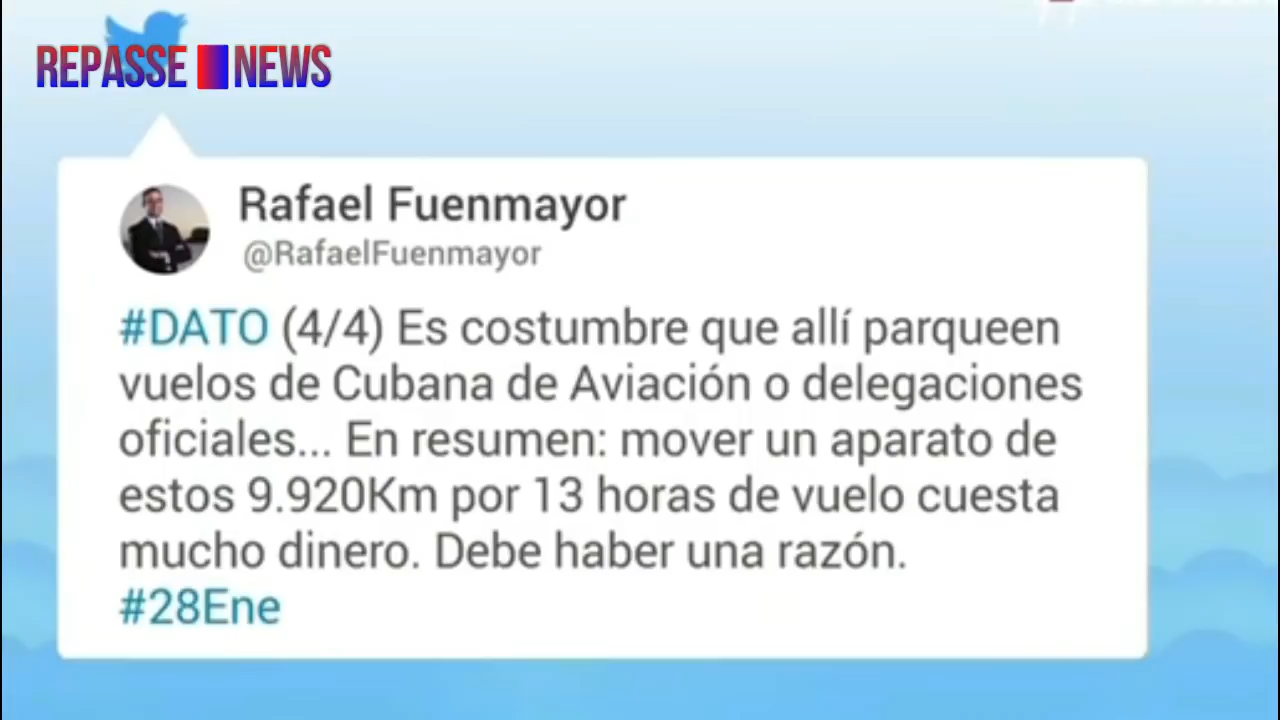 REPASSE NEWS
Rafael Fuenmayor
@RafaelFuenmayor
#DATO (4/4) Es costumbre que allí parqueen
vuelos de Cubana de Aviación o delegaciones
oficiales... En resumen: mover un aparato de
estos 9.920Km por 13 horas de vuelo cuesta
mucho dinero. Debe haber una razón.
#28Ene